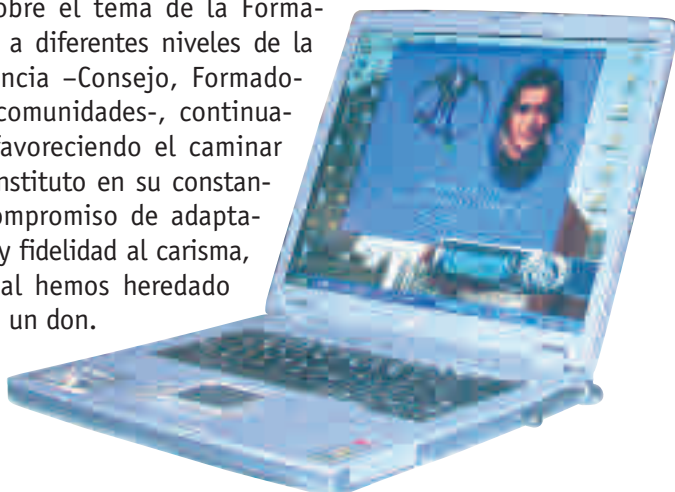 obre el tema de la Forma-
a diferentes niveles de la
ncia –Consejo, Formado-
comunidades-, continua-
favoreciendo el caminar
nstituto en su constan-
ompromiso de adapta-
y fidelidad al carisma,
al hemos heredado
un don.